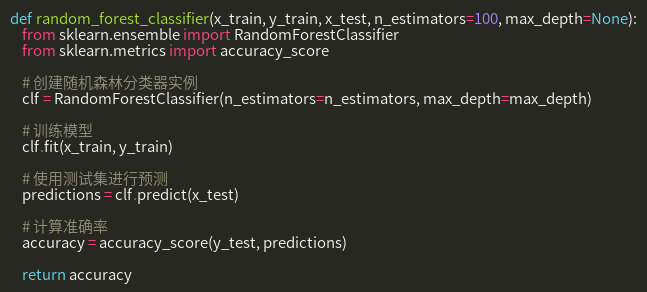 def random_forest_classifier(x_train, y_train, x_test, n_estimators=100, max_depth=None):
from sklearn.ensemble import RandomForestClassifier
from sklearn.metrics import accuracy_score
# 创建随机森林分类器实例
clf = RandomForestClassifier(n_estimators=n_estimators, max_depth=max_depth)
# 训练模型
clf.fit(x_train, y_train)
# 使用测试集进行预测
predictions = clf.predict(x_test)
# 计算准确率
accuracy = accuracy_score(y_test, predictions)
return accuracy